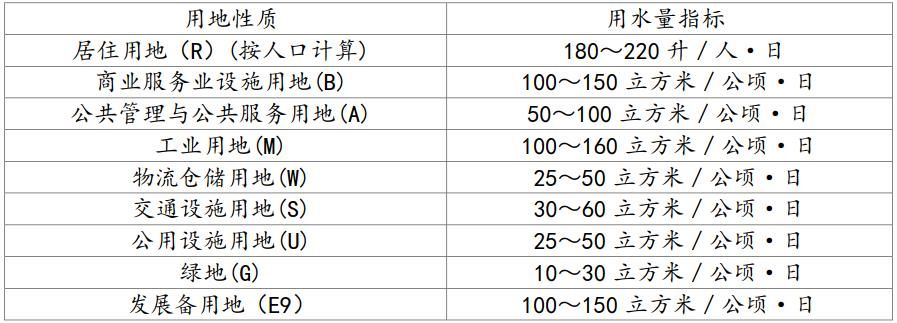 用地性质 用水量指标
居住用地（R）(按人口计算) 180～220 升／人·日
商业服务业设施用地(B) 100～150 立方米／公顷·日
公共管理与公共服务用地(A) 50～100 立方米／公顷·日
工业用地(M) 100～160 立方米／公顷·日
物流仓储用地(W) 25～50 立方米／公顷·日
交通设施用地(S) 30～60 立方米／公顷·日
公用设施用地(U) 25～50 立方米／公顷·日
绿地(G) 10～30 立方米／公顷·日
发展备用地（E9） 100～150 立方米／公顷·日